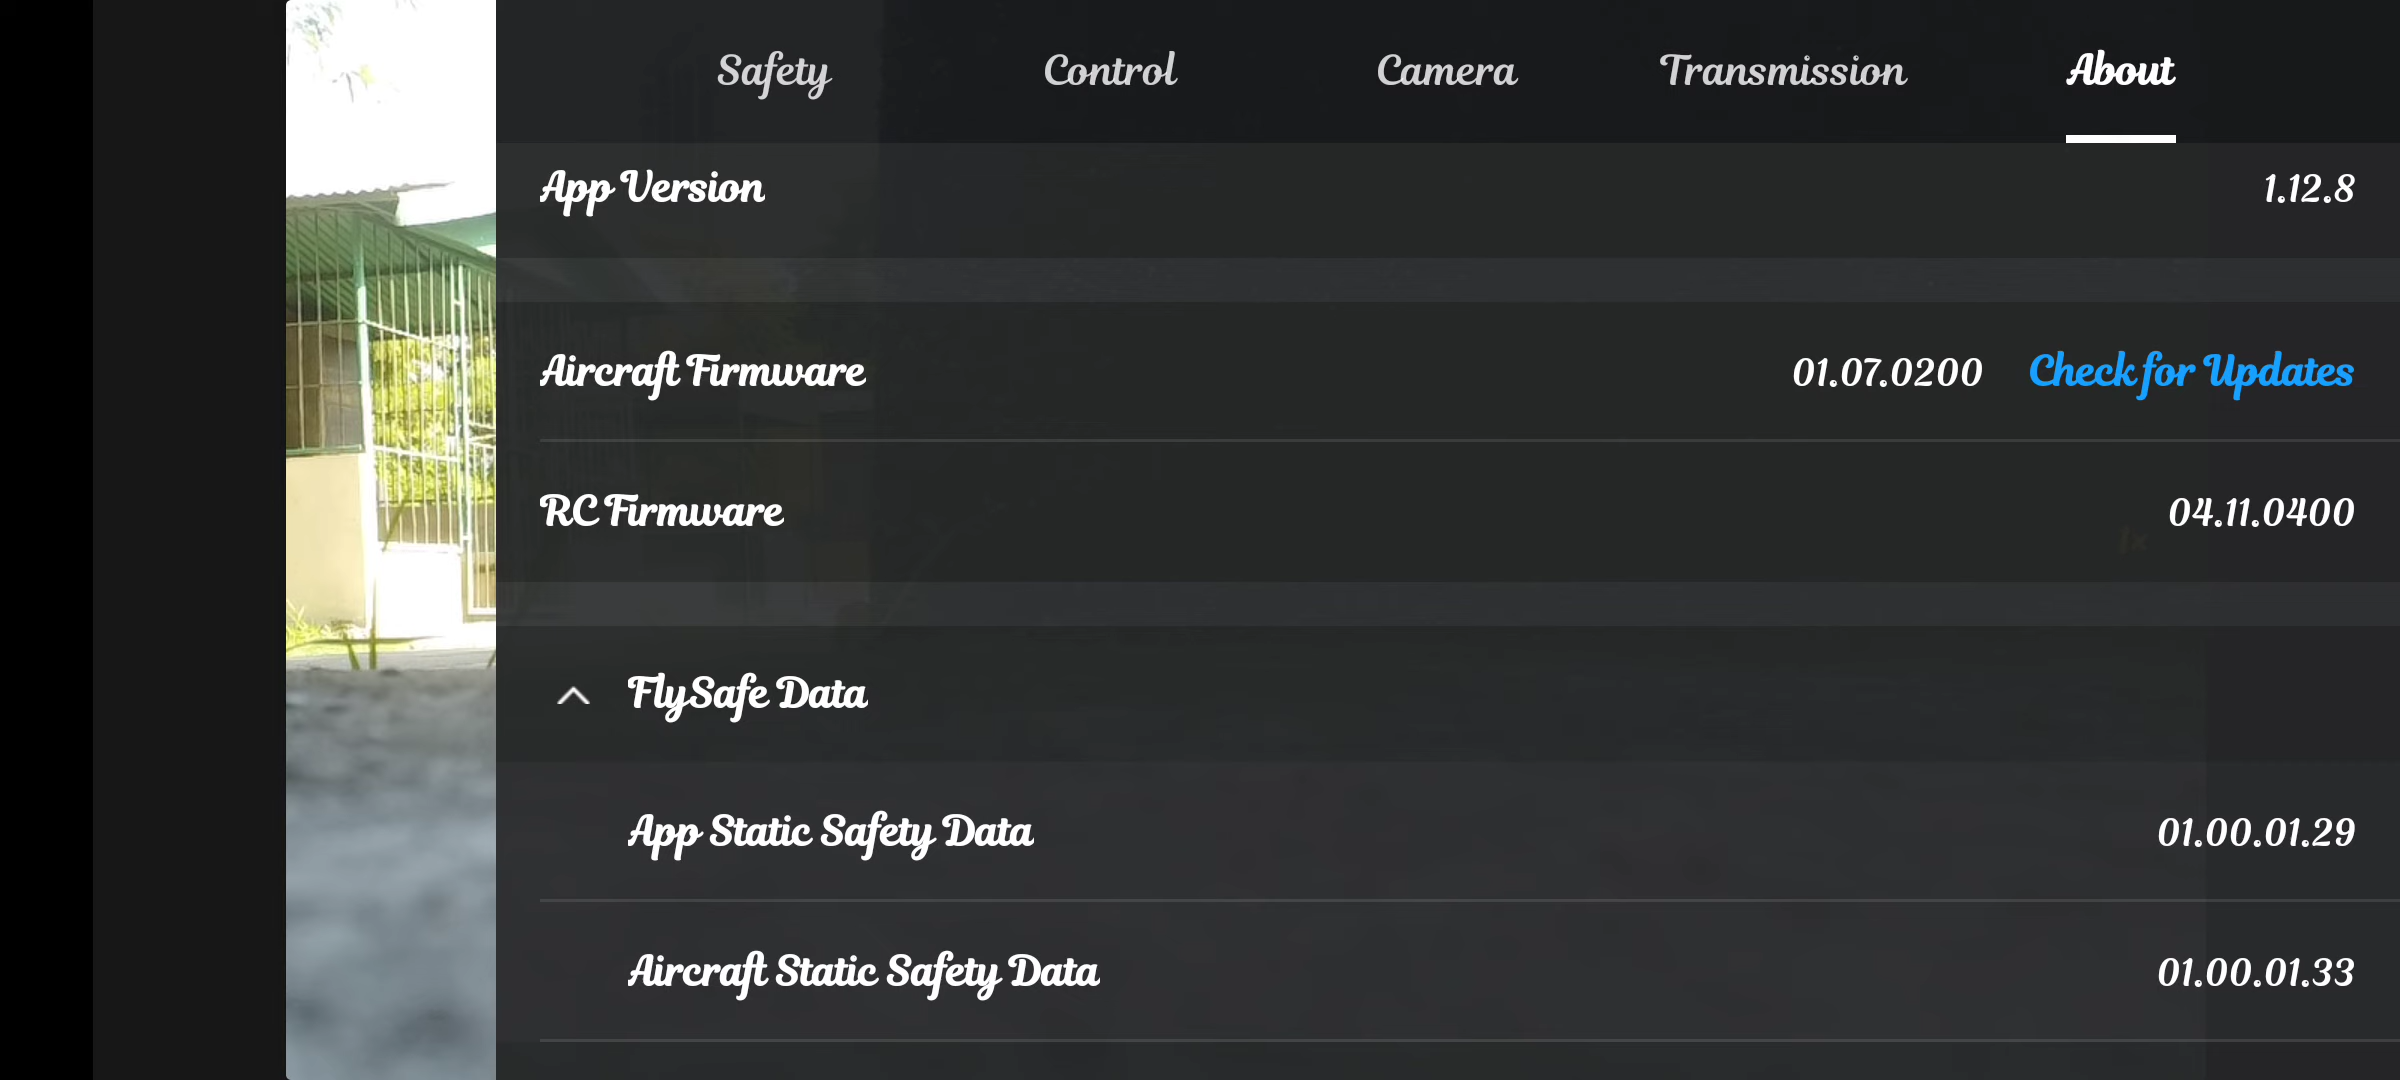 Safety Control Camera Transmission About
App Version 1.12.8
Aircraft Firmware 01.07.0200 Check for Updates
RC Firmware 04.11.0400
1x
FlySafe Data
App Static Safety Data 01.00.01.29
Aircraft Static Safety Data 01.00.01.33